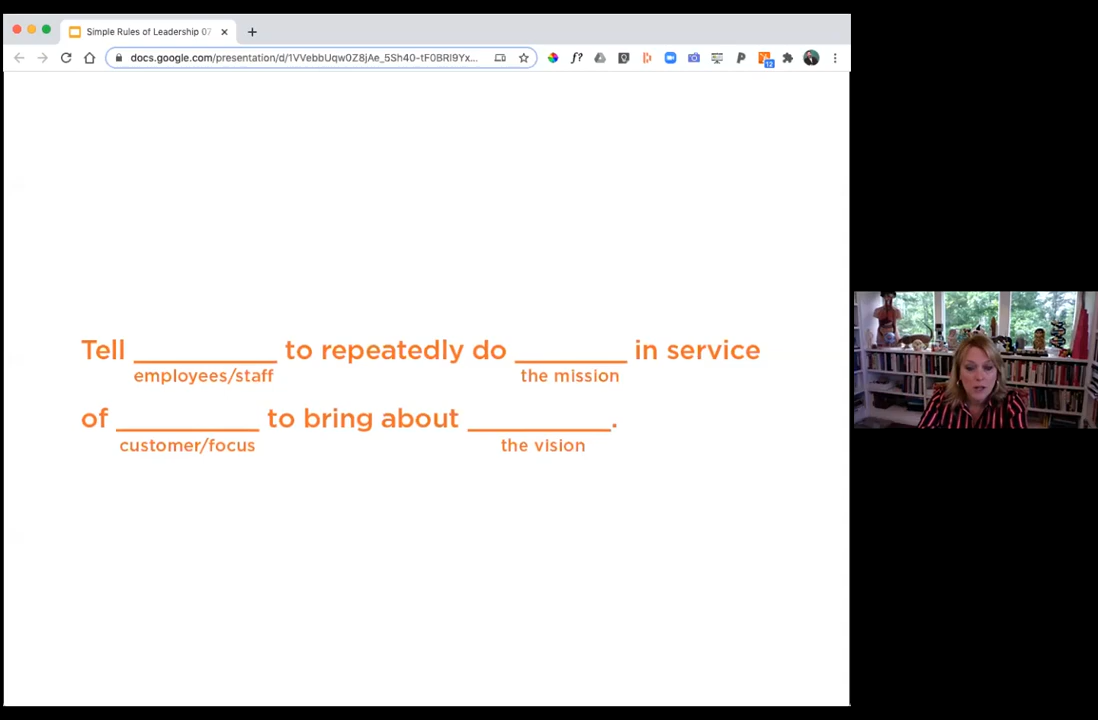 Simple Rules of Leadership 07
docs.google.com/presentation/d/1VVebbUqw0Z8jAe_5Sh40-tF0BRI9Yx...
f?
12
Tell __________ to repeatedly do ________ in service
employees/staff the mission
of __________ to bring about __________.
customer/focus the vision